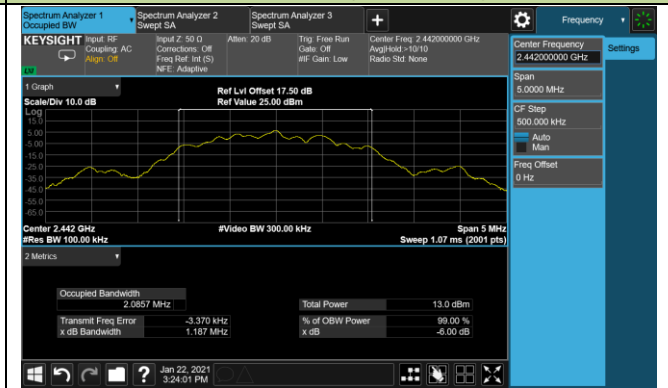 Spectrum Analyzer 1
Occupied BW
Spectrum Analyzer 2
Swept SA
Spectrum Analyzer 3
Swept SA
Frequency
KEYSIGHT
Input: RF
Coupling: AC
Align: Off
Input Z: 50 Ω
Corrections: Off
Freq Ref: Int (S)
NFE: Adaptive
Atten: 20 dB
Trig: Free Run
Gate: Off
#IF Gain: Low
Center Freq: 2.442000000 GHz
Avg|Hold:>10/10
Radio Std: None
Center Frequency
2.442000000 GHz
Settings
Span
5.0000 MHz
CF Step
500.000 kHz
Auto
Man
Freq Offset
0 Hz
1 Graph
Scale/Div 10.0 dB
Ref Lvl Offset 17.50 dB
Ref Value 25.00 dBm
Log
15.0
5.00
-5.00
-15.0
-25.0
-35.0
-45.0
-55.0
-65.0
Center 2.442 GHz
#Video BW 300.00 kHz
Span 5 MHz
#Res BW 100.00 kHz
Sweep 1.07 ms (2001 pts)
2 Metrics
Occupied Bandwidth
2.0857 MHz
Total Power 13.0 dBm
Transmit Freq Error -3.370 kHz
% of OBW Power 99.00 %
x dB Bandwidth 1.187 MHz
x dB -6.00 dB
Jan 22, 2021
3:24:01 PM